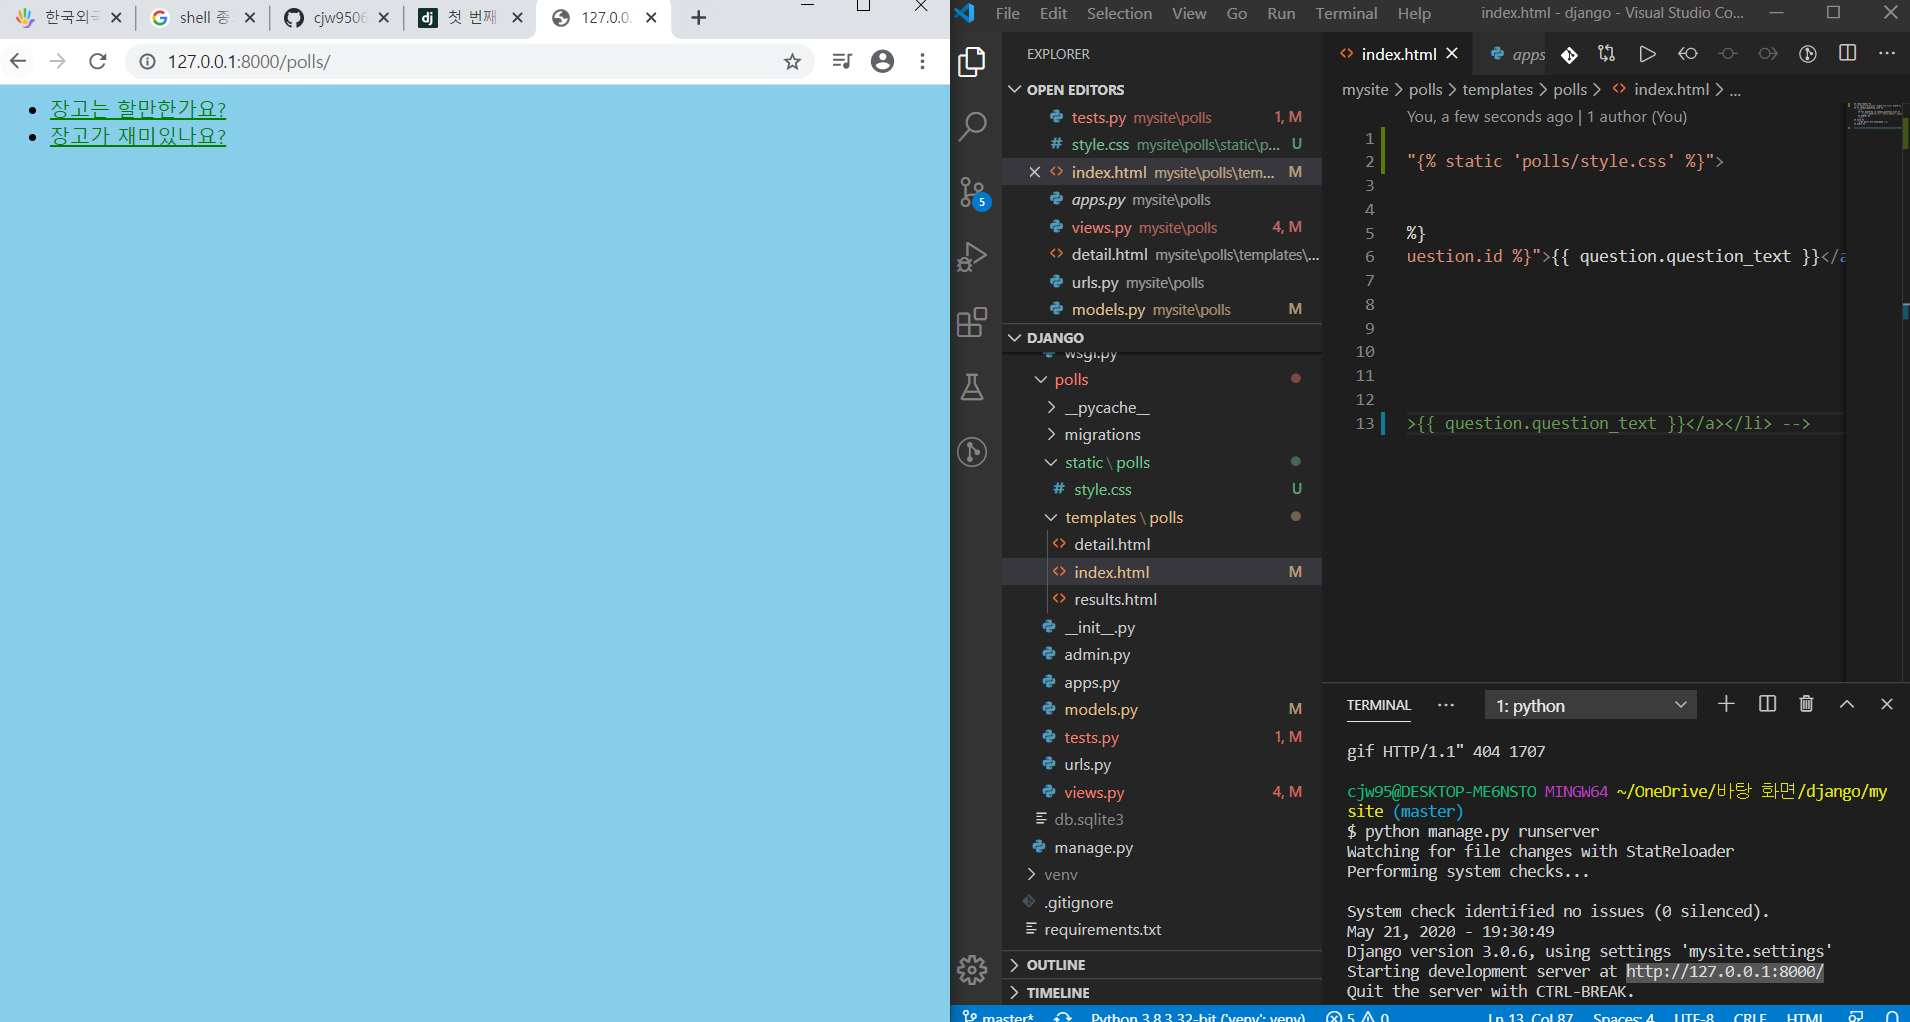 한국외국
shell 종
cjw9506
첫 번째
127.0.0.
127.0.0.1:8000/polls/
장고는 할만한가요?
장고가 재미있나요?
File Edit Selection View Go Run Terminal Help
index.html - django - Visual Studio Co...
EXPLORER
OPEN EDITORS
tests.py mysite\polls 1, M
style.css mysite\polls\static\p... U
index.html mysite\polls\tem... M
apps.py mysite\polls
views.py mysite\polls 4, M
detail.html mysite\polls\templates\...
urls.py mysite\polls
models.py mysite\polls M
5
DJANGO
wsgi.py
polls
__pycache__
migrations
static\polls
style.css U
templates\polls
detail.html
index.html M
results.html
__init__.py
admin.py
apps.py
models.py M
tests.py 1, M
urls.py
views.py 4, M
db.sqlite3
manage.py
venv
.gitignore
requirements.txt
OUTLINE
TIMELINE
index.html apps
mysite > polls > templates > polls > index.html > ...
You, a few seconds ago | 1 author (You)
1
2 "{% static 'polls/style.css' %}">
3
4
5 %}
6 uestion.id %}">{{ question.question_text }}</a
7
8
9
10
11
12
13 >{{ question.question_text }}</a></li> -->
TERMINAL ... 1: python
gif HTTP/1.1" 404 1707
cjw95@DESKTOP-ME6NSTO MINGW64 ~/OneDrive/바탕 화면/django/my
site (master)
$ python manage.py runserver
Watching for file changes with StatReloader
Performing system checks...
System check identified no issues (0 silenced).
May 21, 2020 - 19:30:49
Django version 3.0.6, using settings 'mysite.settings'
Starting development server at http://127.0.0.1:8000/
Quit the server with CTRL-BREAK.
master* Python 3.8.3 32-bit ('venv': venv) 5 0 Ln 13, Col 87 Spaces: 4 UTF-8 CRLF HTML